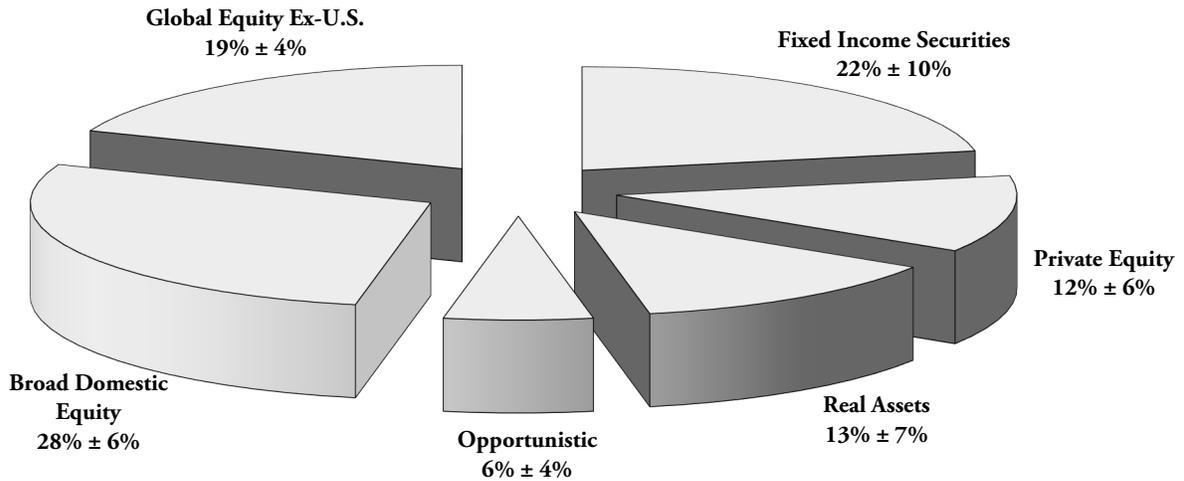 Global Equity Ex-U.S.
19% ± 4%
Fixed Income Securities
22% ± 10%
Private Equity
12% ± 6%
Broad Domestic
Equity
28% ± 6%
Real Assets
13% ± 7%
Opportunistic
6% ± 4%